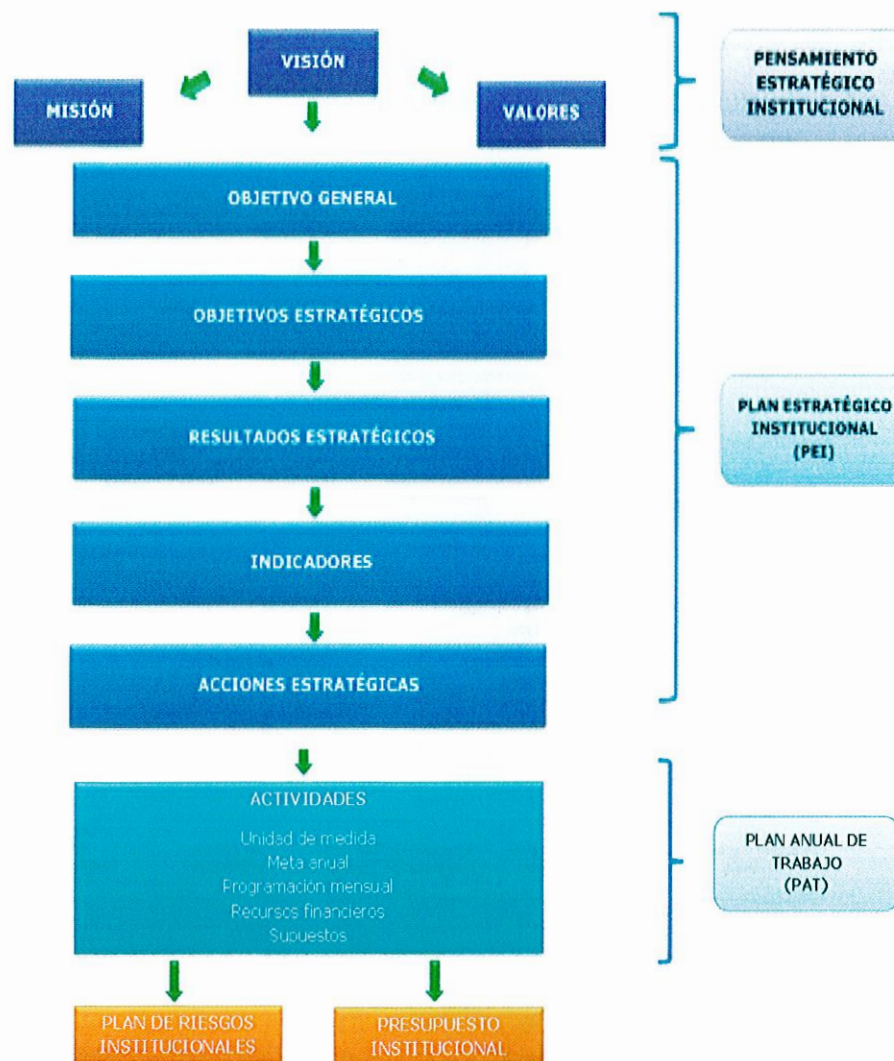 VISIÓN
MISIÓN
VALORES
PENSAMIENTO
ESTRATÉGICO
INSTITUCIONAL
OBJETIVO GENERAL
OBJETIVOS ESTRATÉGICOS
RESULTADOS ESTRATÉGICOS
INDICADORES
ACCIONES ESTRATÉGICAS
PLAN ESTRATÉGICO
INSTITUCIONAL
(PEI)
ACTIVIDADES
Unidad de medida
Meta anual
Programación mensual
Recursos financieros
Supuestos
PLAN ANUAL DE
TRABAJO
(PAT)
PLAN DE RIESGOS
INSTITUCIONALES
PRESUPUESTO
INSTITUCIONAL